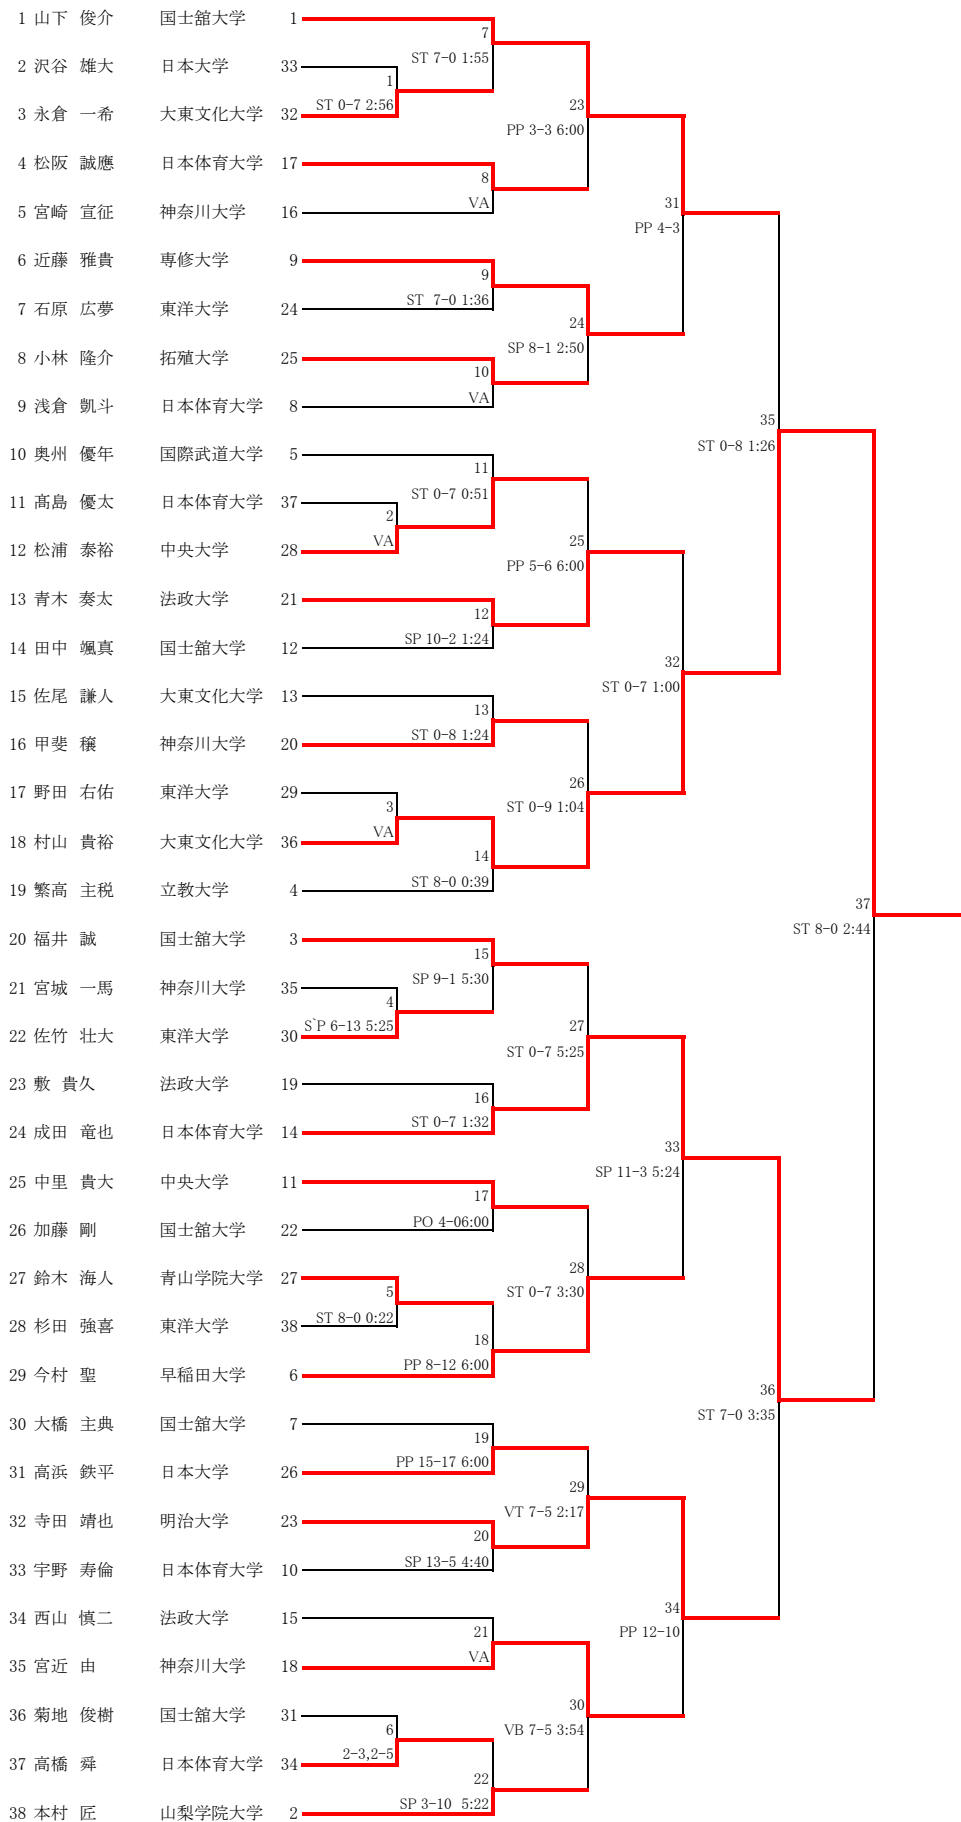 1 山下 俊介 国士舘大学 1
7
ST 7-0 1:55
2 沢谷 雄大 日本大学 33
1
ST 0-7 2:56
3 永倉 一希 大東文化大学 32
23
PP 3-3 6:00
4 松阪 誠應 日本体育大学 17
8
VA
5 宮崎 宣征 神奈川大学 16
31
PP 4-3
6 近藤 雅貴 専修大学 9
9
ST 7-0 1:36
7 石原 広夢 東洋大学 24
24
SP 8-1 2:50
8 小林 隆介 拓殖大学 25
10
VA
9 浅倉 凱斗 日本体育大学 8
35
ST 0-8 1:26
10 奥州 優年 国際武道大学 5
11
ST 0-7 0:51
11 髙島 優太 日本体育大学 37
2
VA
12 松浦 泰裕 中央大学 28
25
PP 5-6 6:00
13 青木 奏太 法政大学 21
12
SP 10-2 1:24
14 田中 颯真 国士舘大学 12
32
ST 0-7 1:00
15 佐尾 謙人 大東文化大学 13
13
ST 0-8 1:24
16 甲斐 穣 神奈川大学 20
26
ST 0-9 1:04
17 野田 右佑 東洋大学 29
3
VA
18 村山 貴裕 大東文化大学 36
14
ST 8-0 0:39
19 繁高 主税 立教大学 4
37
ST 8-0 2:44
20 福井 誠 国士舘大学 3
15
SP 9-1 5:30
21 宮城 一馬 神奈川大学 35
4
S`P 6-13 5:25
22 佐竹 壮大 東洋大学 30
27
ST 0-7 5:25
23 敷 貴久 法政大学 19
16
ST 0-7 1:32
24 成田 竜也 日本体育大学 14
33
SP 11-3 5:24
25 中里 貴大 中央大学 11
17
PO 4-06:00
26 加藤 剛 国士舘大学 22
28
ST 0-7 3:30
27 鈴木 海人 青山学院大学 27
5
ST 8-0 0:22
28 杉田 強喜 東洋大学 38
18
PP 8-12 6:00
29 今村 聖 早稲田大学 6
36
ST 7-0 3:35
30 大橋 主典 国士舘大学 7
19
PP 15-17 6:00
31 高浜 鉄平 日本大学 26
29
VT 7-5 2:17
32 寺田 靖也 明治大学 23
20
SP 13-5 4:40
33 宇野 寿倫 日本体育大学 10
34
PP 12-10
34 西山 慎二 法政大学 15
21
VA
35 宮近 由 神奈川大学 18
30
VB 7-5 3:54
36 菊地 俊樹 国士舘大学 31
6
2-3,2-5
37 高橋 舜 日本体育大学 34
22
SP 3-10 5:22
38 本村 匠 山梨学院大学 2